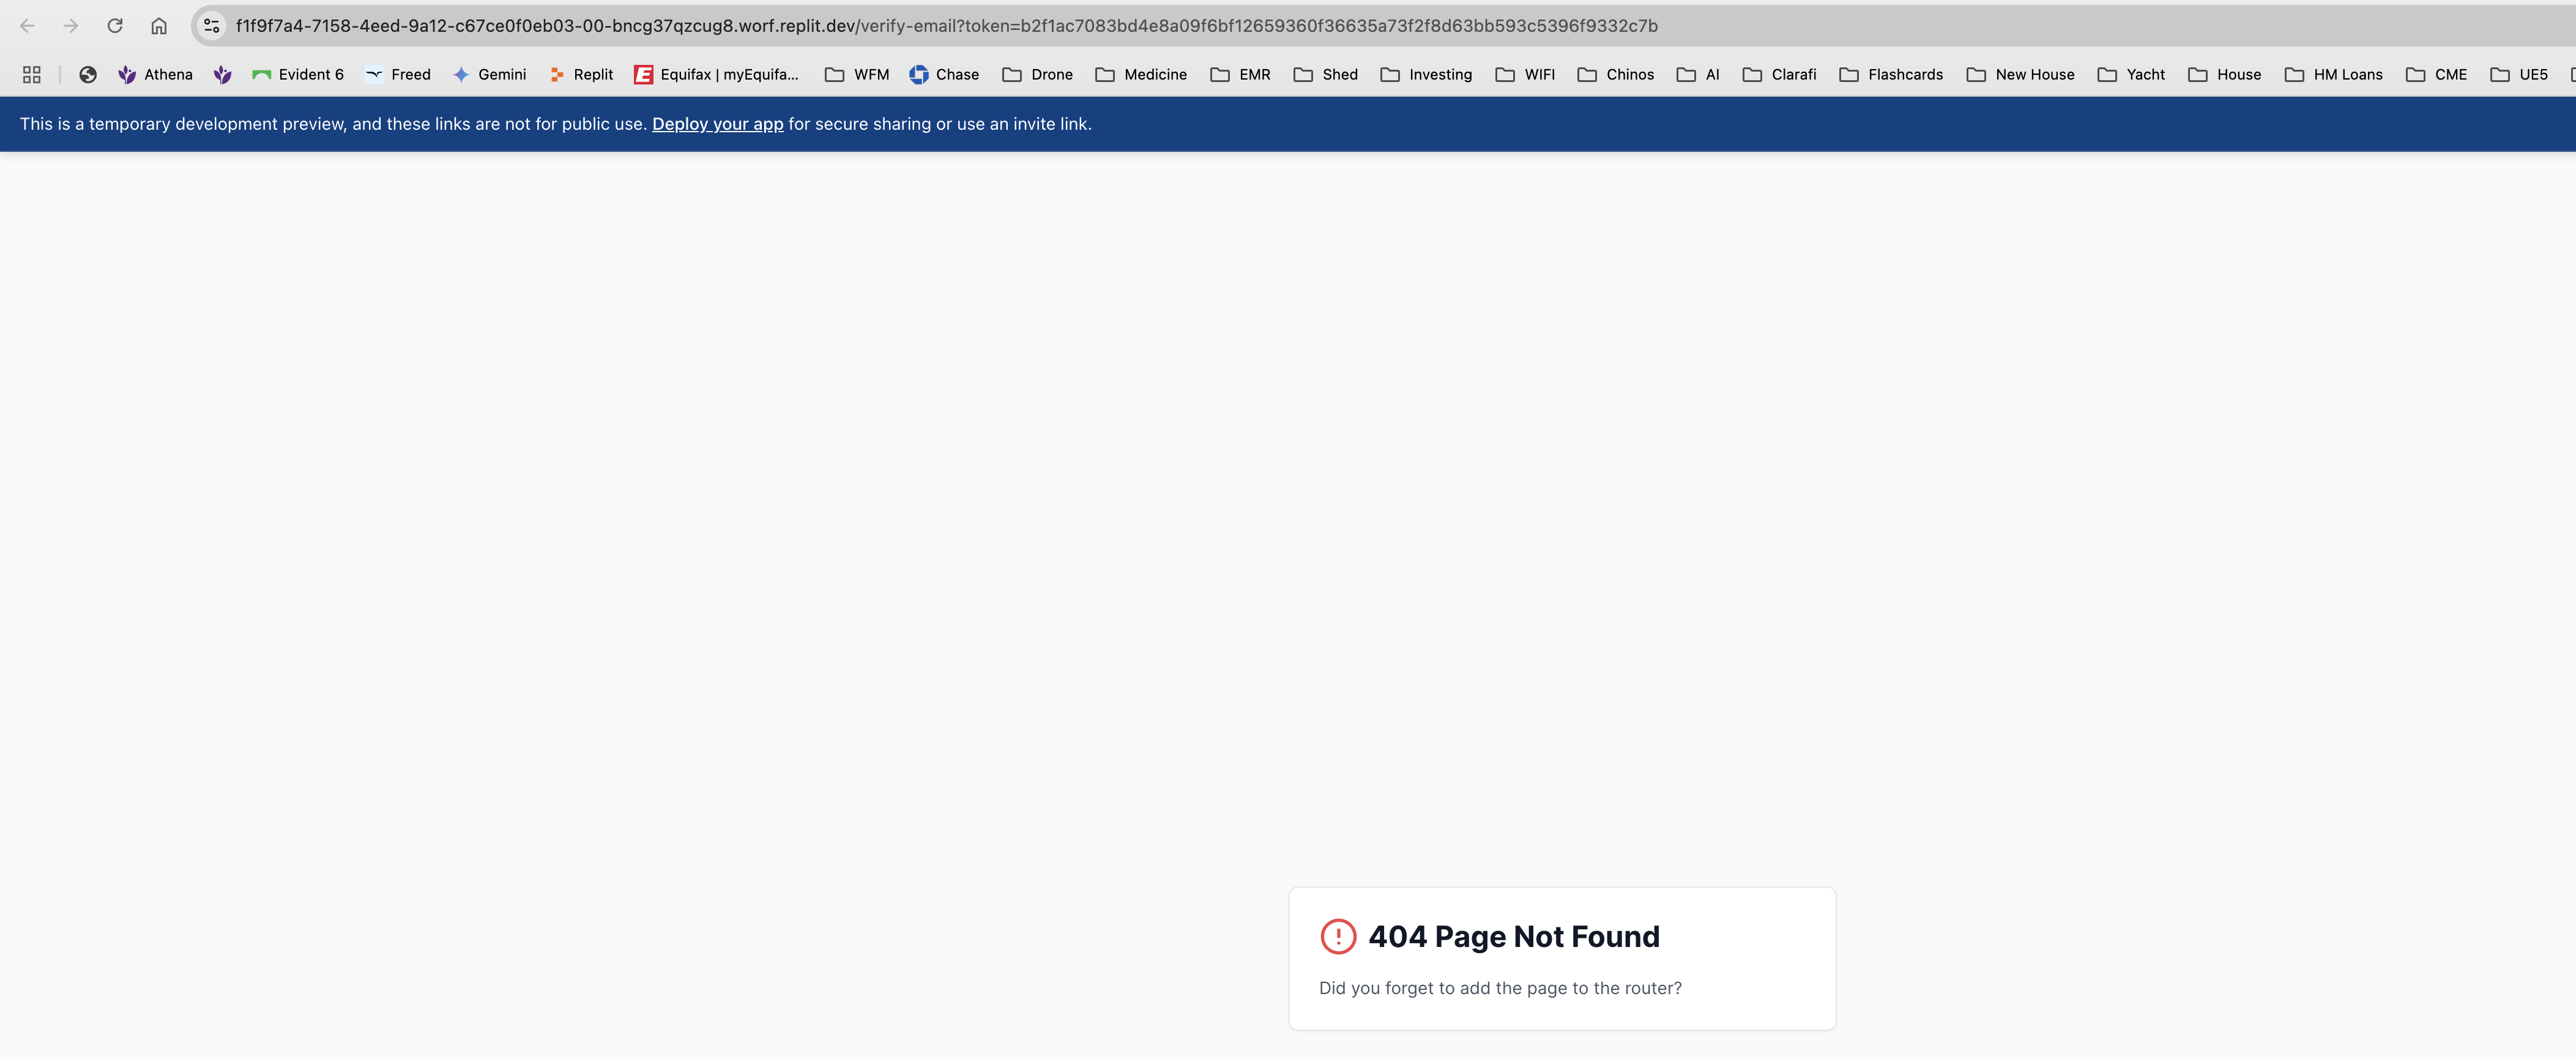 f1f9f7a4-7158-4eed-9a12-c67ce0f0eb03-00-bncg37qzcug8.worf.replit.dev/verify-email?token=b2f1ac7083bd4e8a09f6bf12659360f36635a73f2f8d63bb593c5396f9332c7b
Athena Evident 6 Freed Gemini Replit E Equifax | myEquifa... WFM Chase Drone Medicine EMR Shed Investing WIFI Chinos AI Clarafi Flashcards New House Yacht House HM Loans CME UE5
This is a temporary development preview, and these links are not for public use. Deploy your app for secure sharing or use an invite link.
404 Page Not Found
Did you forget to add the page to the router?